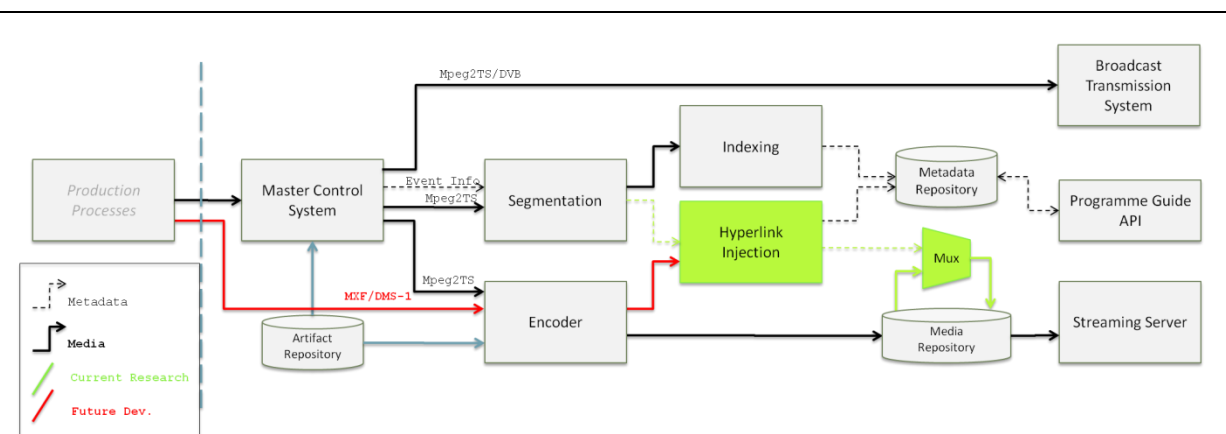 Mpeg2TS/DVB
Broadcast
Transmission
System
Indexing
Metadata
Repository
Production
Processes
Master Control
System
Event Info
Mpeg2TS
Segmentation
Programme Guide
API
Hyperlink
Injection
Mux
Mpeg2TS
MXF/DMS-1
Encoder
Artifact
Repository
Media
Repository
Streaming Server
Metadata
Media
Current Research
Future Dev.